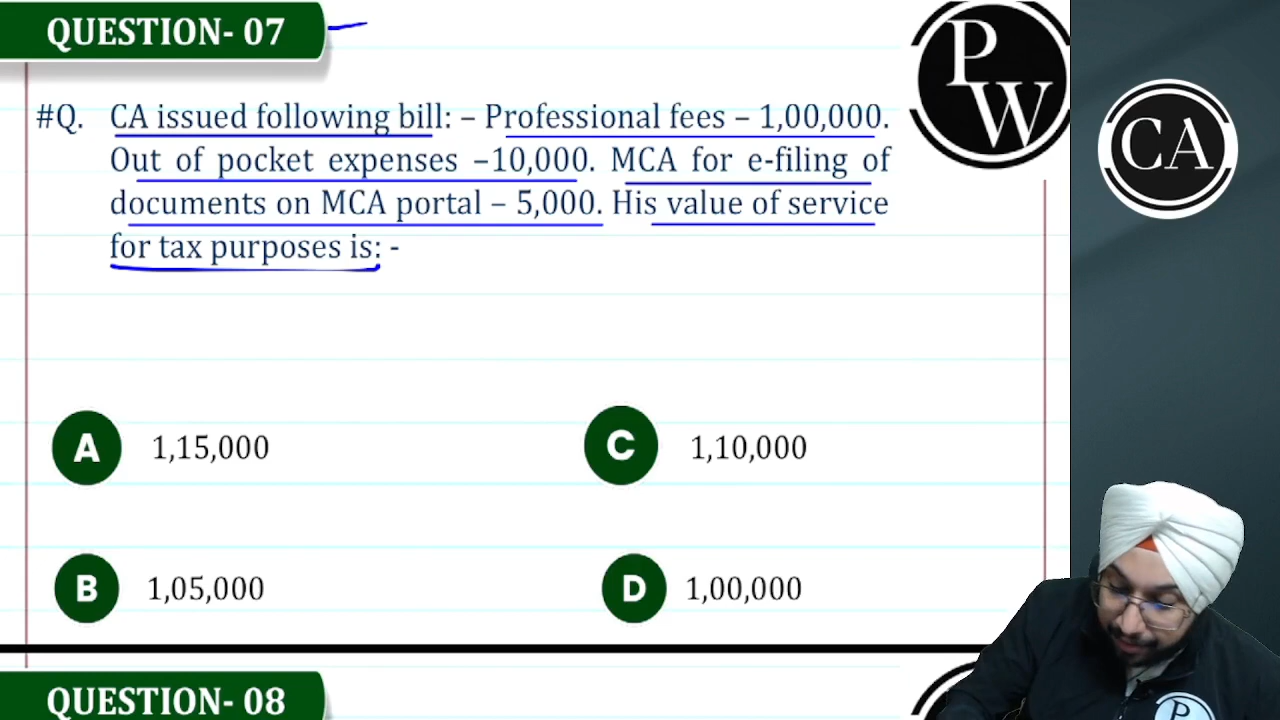 QUESTION- 07
#Q. CA issued following bill: – Professional fees – 1,00,000.
Out of pocket expenses –10,000. MCA for e-filing of
documents on MCA portal – 5,000. His value of service
for tax purposes is: -
A 1,15,000
C 1,10,000
B 1,05,000
D 1,00,000
QUESTION- 08
P
W
CA
P